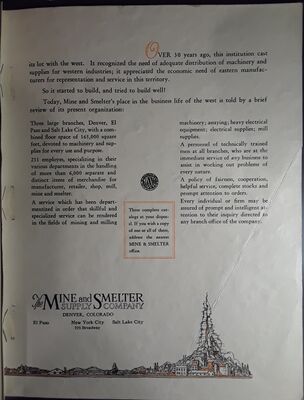 OVER 30 years ago, this institution cast
its lot with the west. It recognized the need of adequate distribution of machinery and
supplies for western industries; it appreciated the economic need of eastern manufac-
turers for representation and service in this territory.
So it started to build, and tried to build well!
Today, Mine and Smelter's place in the business life of the west is told by a brief
review of its present organization:
Three large branches, Denver, El
Paso and Salt Lake City, with a com-
bined floor space of 165,000 square
feet, devoted to machinery and sup-
plies for every use and purpose.
211 employes, specializing in their
various departments in the handling
of more than 6,000 separate and
distinct items of merchandise for
manufacturer, retailer, shop, mill,
mine and smelter.
A service which has been depart-
mentized in order that skillful and
specialized service can be rendered
in the fields of mining and milling
machinery; assaying; heavy electrical
equipment; electrical supplies; mill
supplies.
A personnel of technically trained
men at all branches, who are at the
immediate service of any business to
assist in working out problems of
every nature.
A policy of fairness, cooperation,
helpful service, complete stocks and
prompt attention to orders.
Every individual or firm may be
assured of prompt and intelligent at-
tention to their inquiry directed to
any branch office of the company.
Three complete cat-
alogs at your dispo-
sal. If you wish a copy
of one or all of them,
address the nearest
MINE & SMELTER
office.
The MINE and SMELTER
SUPPLY COMPANY
DENVER, COLORADO
El Paso New York City Salt Lake City
Broadway